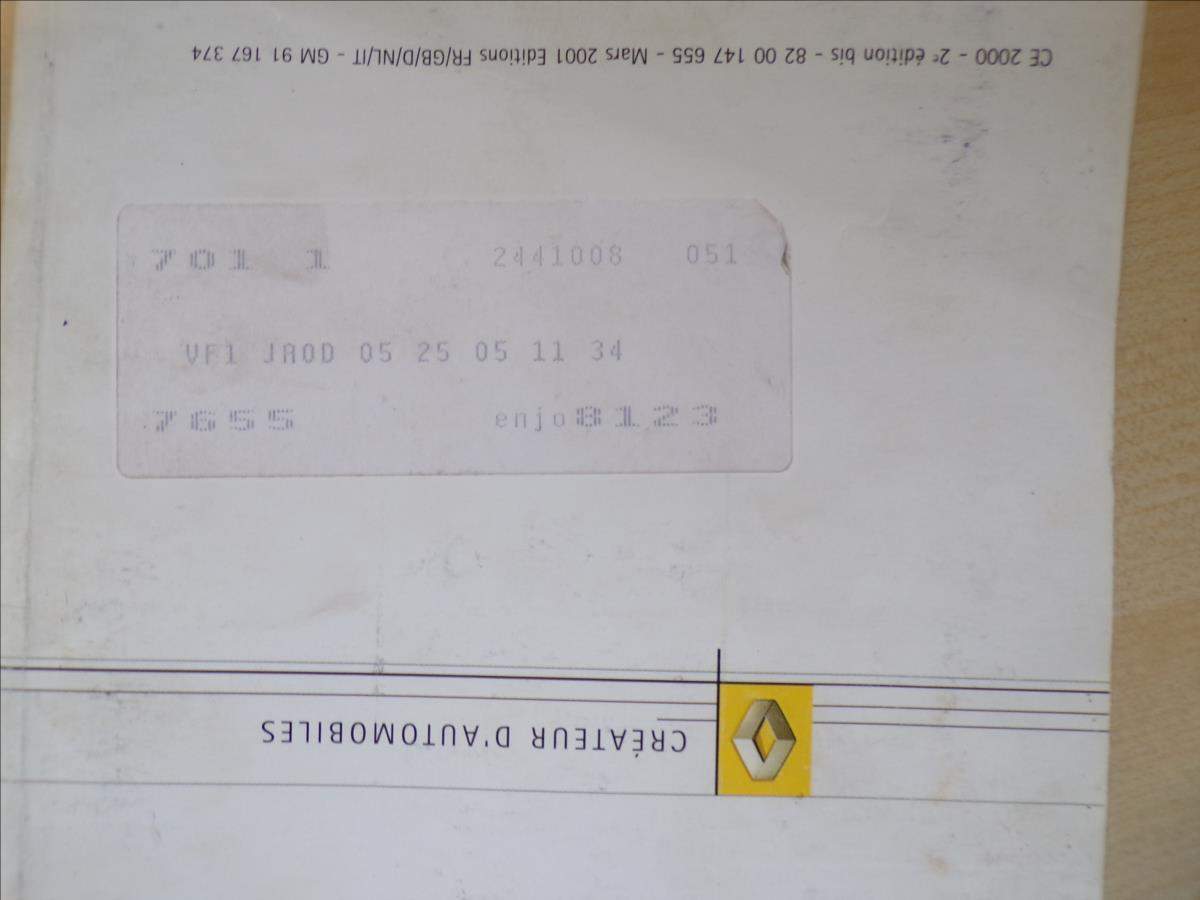 CE 2000 - 2e édition bis - 82 00 147 655 - Mars 2001 Editions FR/GB/D/NL/IT - GM 91 167 374
701 1 2441008 051
VF1 JA0D 05 25 05 11 34
7655 enjo8123
CRÉATEUR D'AUTOMOBILES